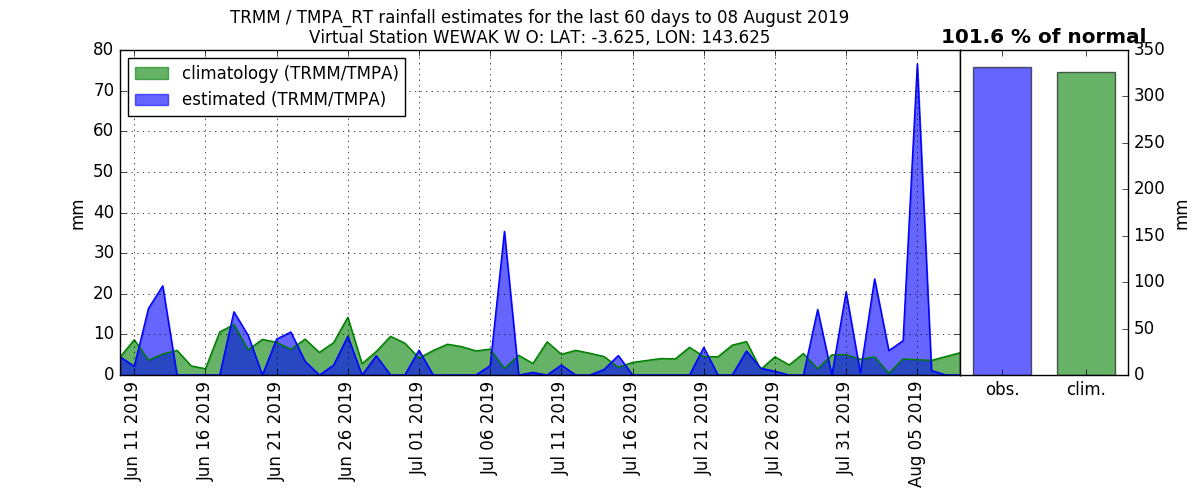 TRMM / TMPA_RT rainfall estimates for the last 60 days to 08 August 2019
Virtual Station WEWAK W O: LAT: -3.625, LON: 143.625
101.6 % of normal
climatology (TRMM/TMPA)
estimated (TRMM/TMPA)
80
70
60
50
40
30
20
10
0
mm
Jun 11 2019
Jun 16 2019
Jun 21 2019
Jun 26 2019
Jul 01 2019
Jul 06 2019
Jul 11 2019
Jul 16 2019
Jul 21 2019
Jul 26 2019
Jul 31 2019
Aug 05 2019
350
300
250
200
150
100
50
0
mm
obs.
clim.